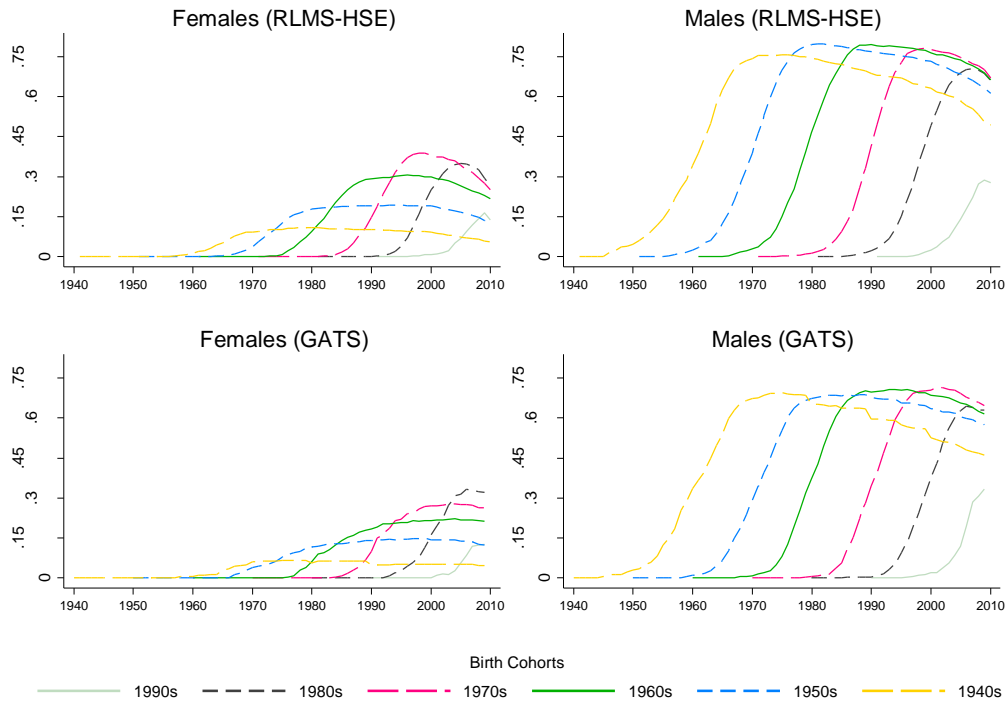 Females (RLMS-HSE)
Males (RLMS-HSE)
0 .15 .3 .45 .6 .75
0 .15 .3 .45 .6 .75
1940 1950 1960 1970 1980 1990 2000 2010
1940 1950 1960 1970 1980 1990 2000 2010
Females (GATS)
Males (GATS)
0 .15 .3 .45 .6 .75
0 .15 .3 .45 .6 .75
1940 1950 1960 1970 1980 1990 2000 2010
1940 1950 1960 1970 1980 1990 2000 2010
Birth Cohorts
1990s 1980s 1970s 1960s 1950s 1940s